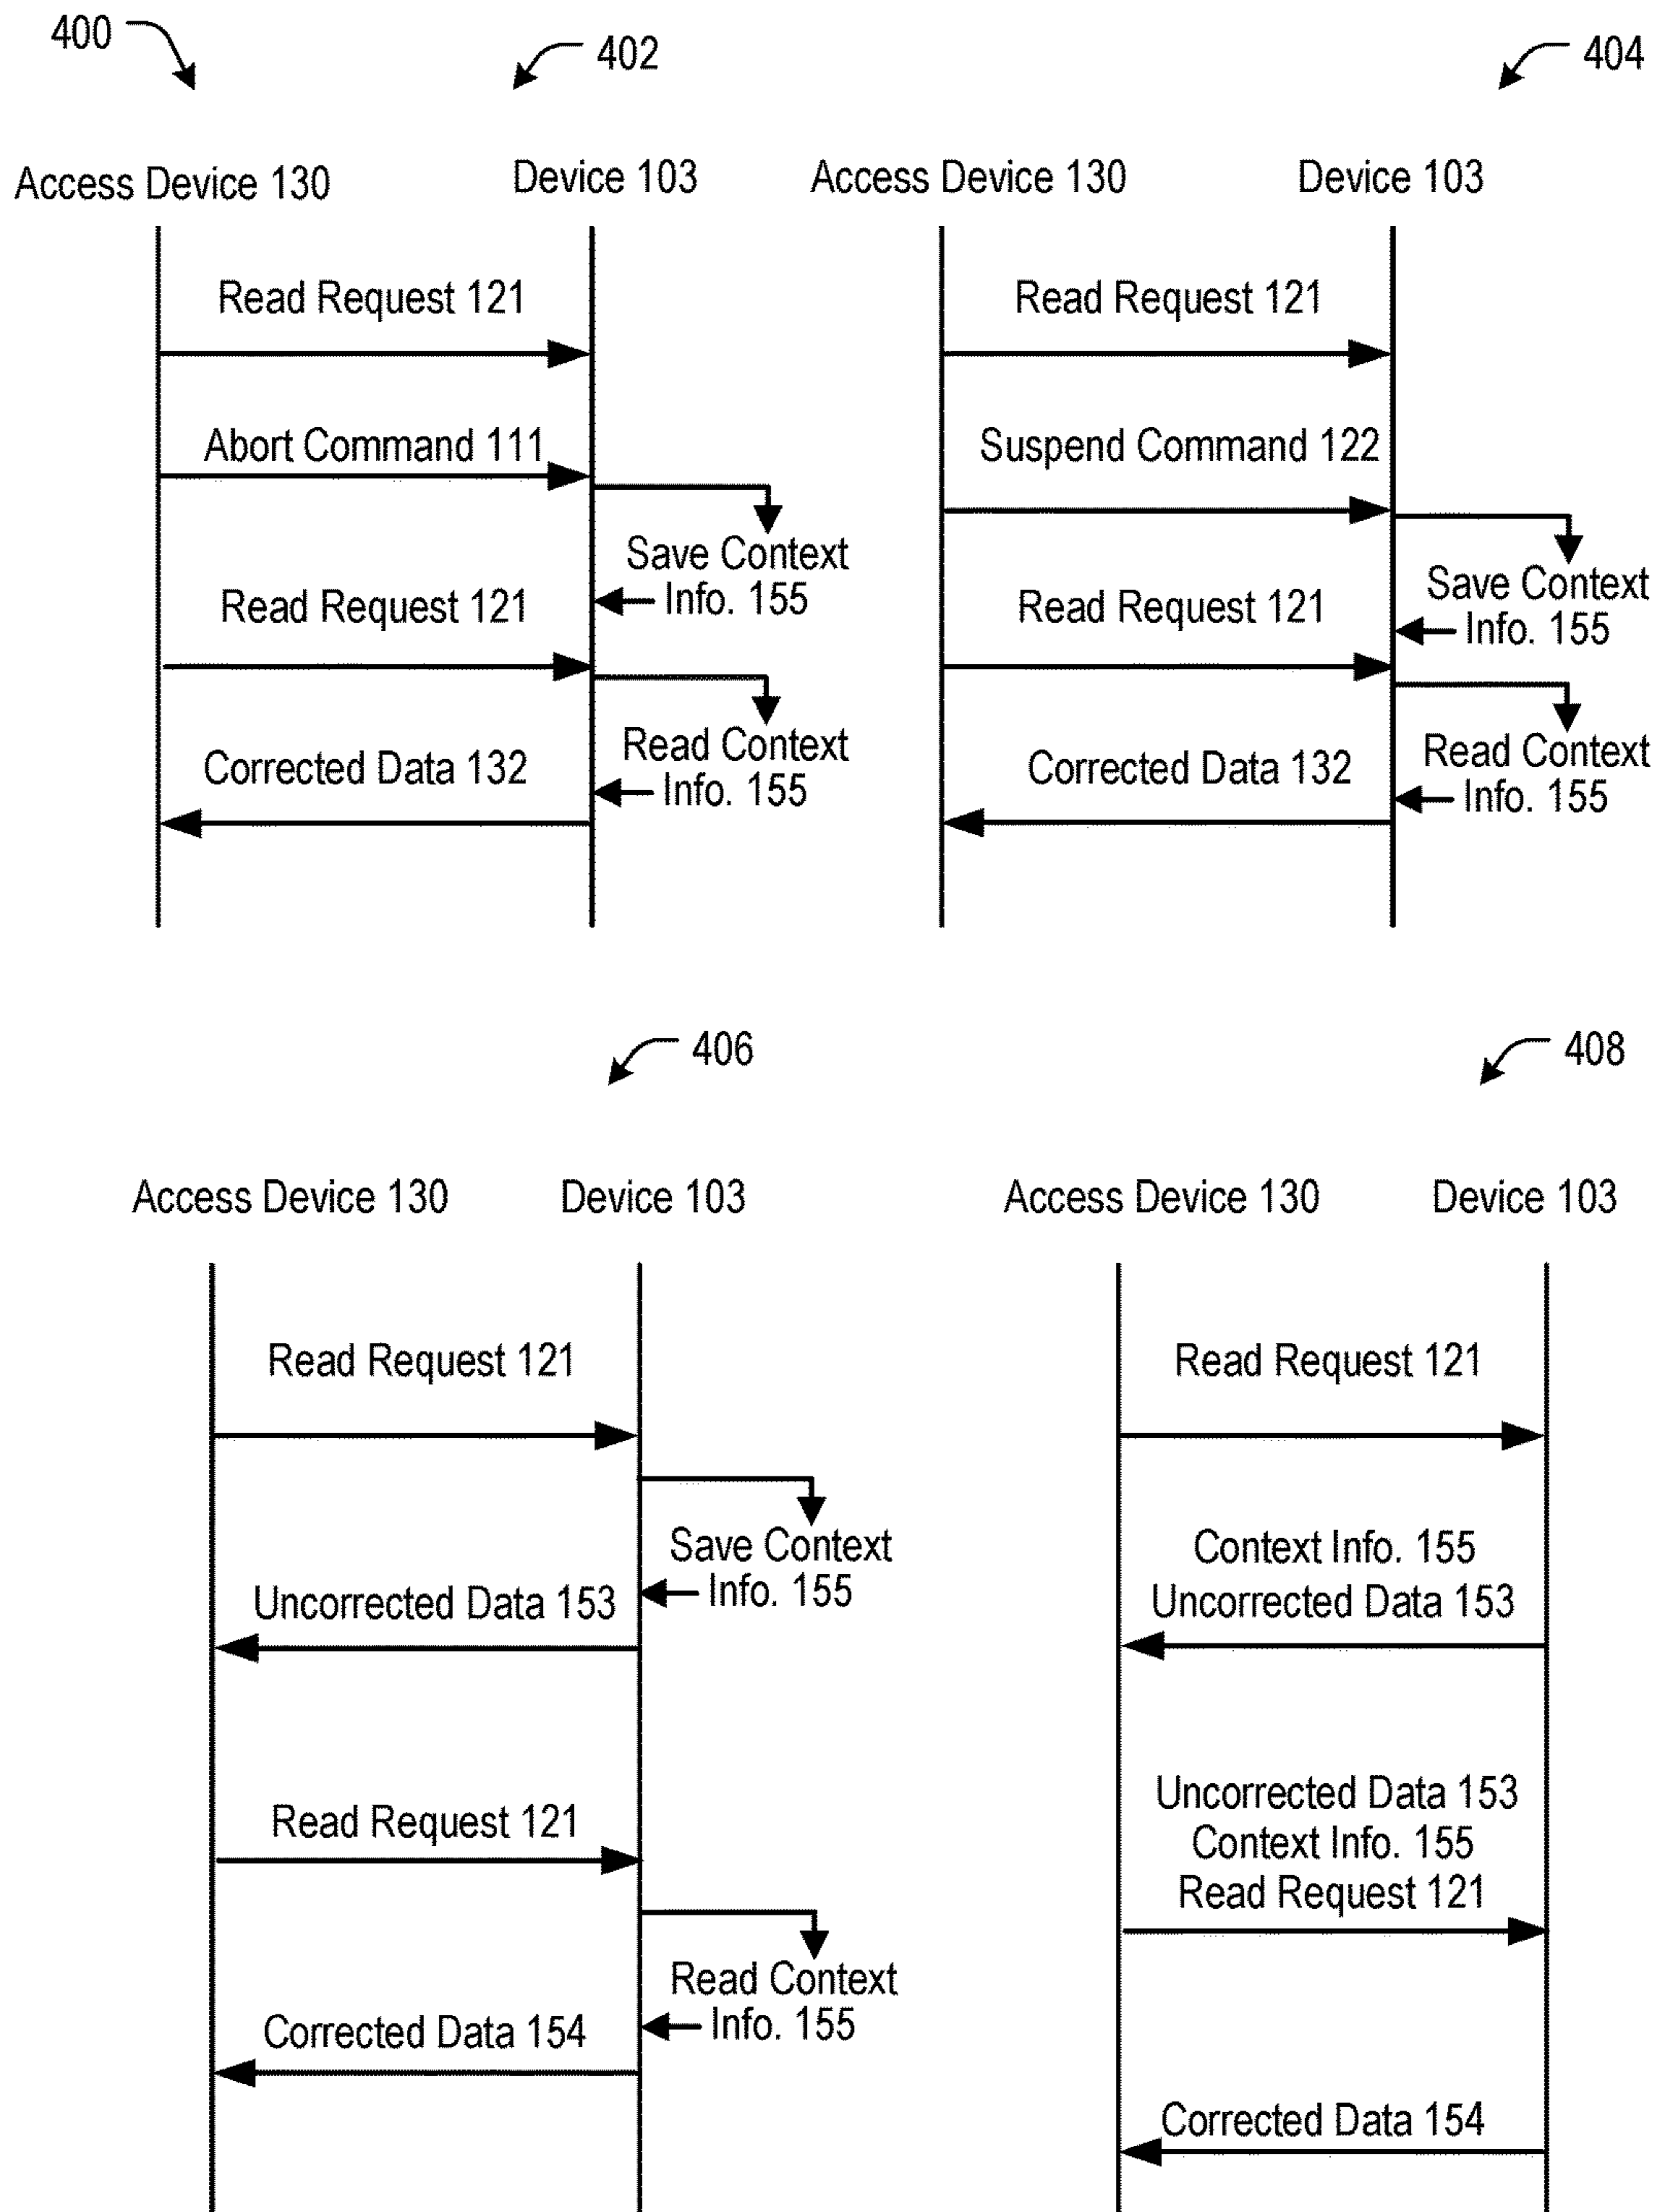 400
402
404
Access Device 130
Device 103
Access Device 130
Device 103
Read Request 121
Abort Command 111
Save Context
Info. 155
Read Request 121
Read Context
Info. 155
Corrected Data 132
Read Request 121
Suspend Command 122
Save Context
Info. 155
Read Request 121
Read Context
Info. 155
Corrected Data 132
406
408
Access Device 130
Device 103
Access Device 130
Device 103
Read Request 121
Save Context
Info. 155
Uncorrected Data 153
Read Request 121
Read Context
Info. 155
Corrected Data 154
Read Request 121
Context Info. 155
Uncorrected Data 153
Uncorrected Data 153
Context Info. 155
Read Request 121
Corrected Data 154